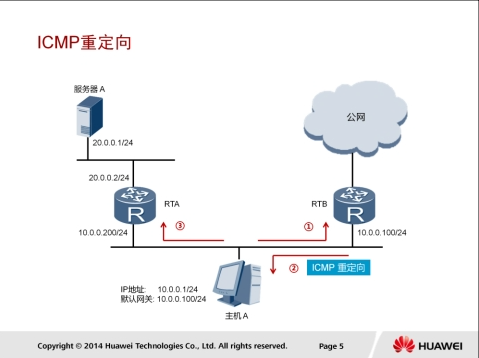 ICMP重定向
服务器 A
公网
20.0.0.1/24
20.0.0.2/24
RTA
RTB
R
R
10.0.0.200/24
③
①
10.0.0.100/24
②
ICMP 重定向
IP地址: 10.0.0.1/24
默认网关: 10.0.0.100/24
主机 A
Copyright © 2014 Huawei Technologies Co., Ltd. All rights reserved.
Page 5
HUAWEI